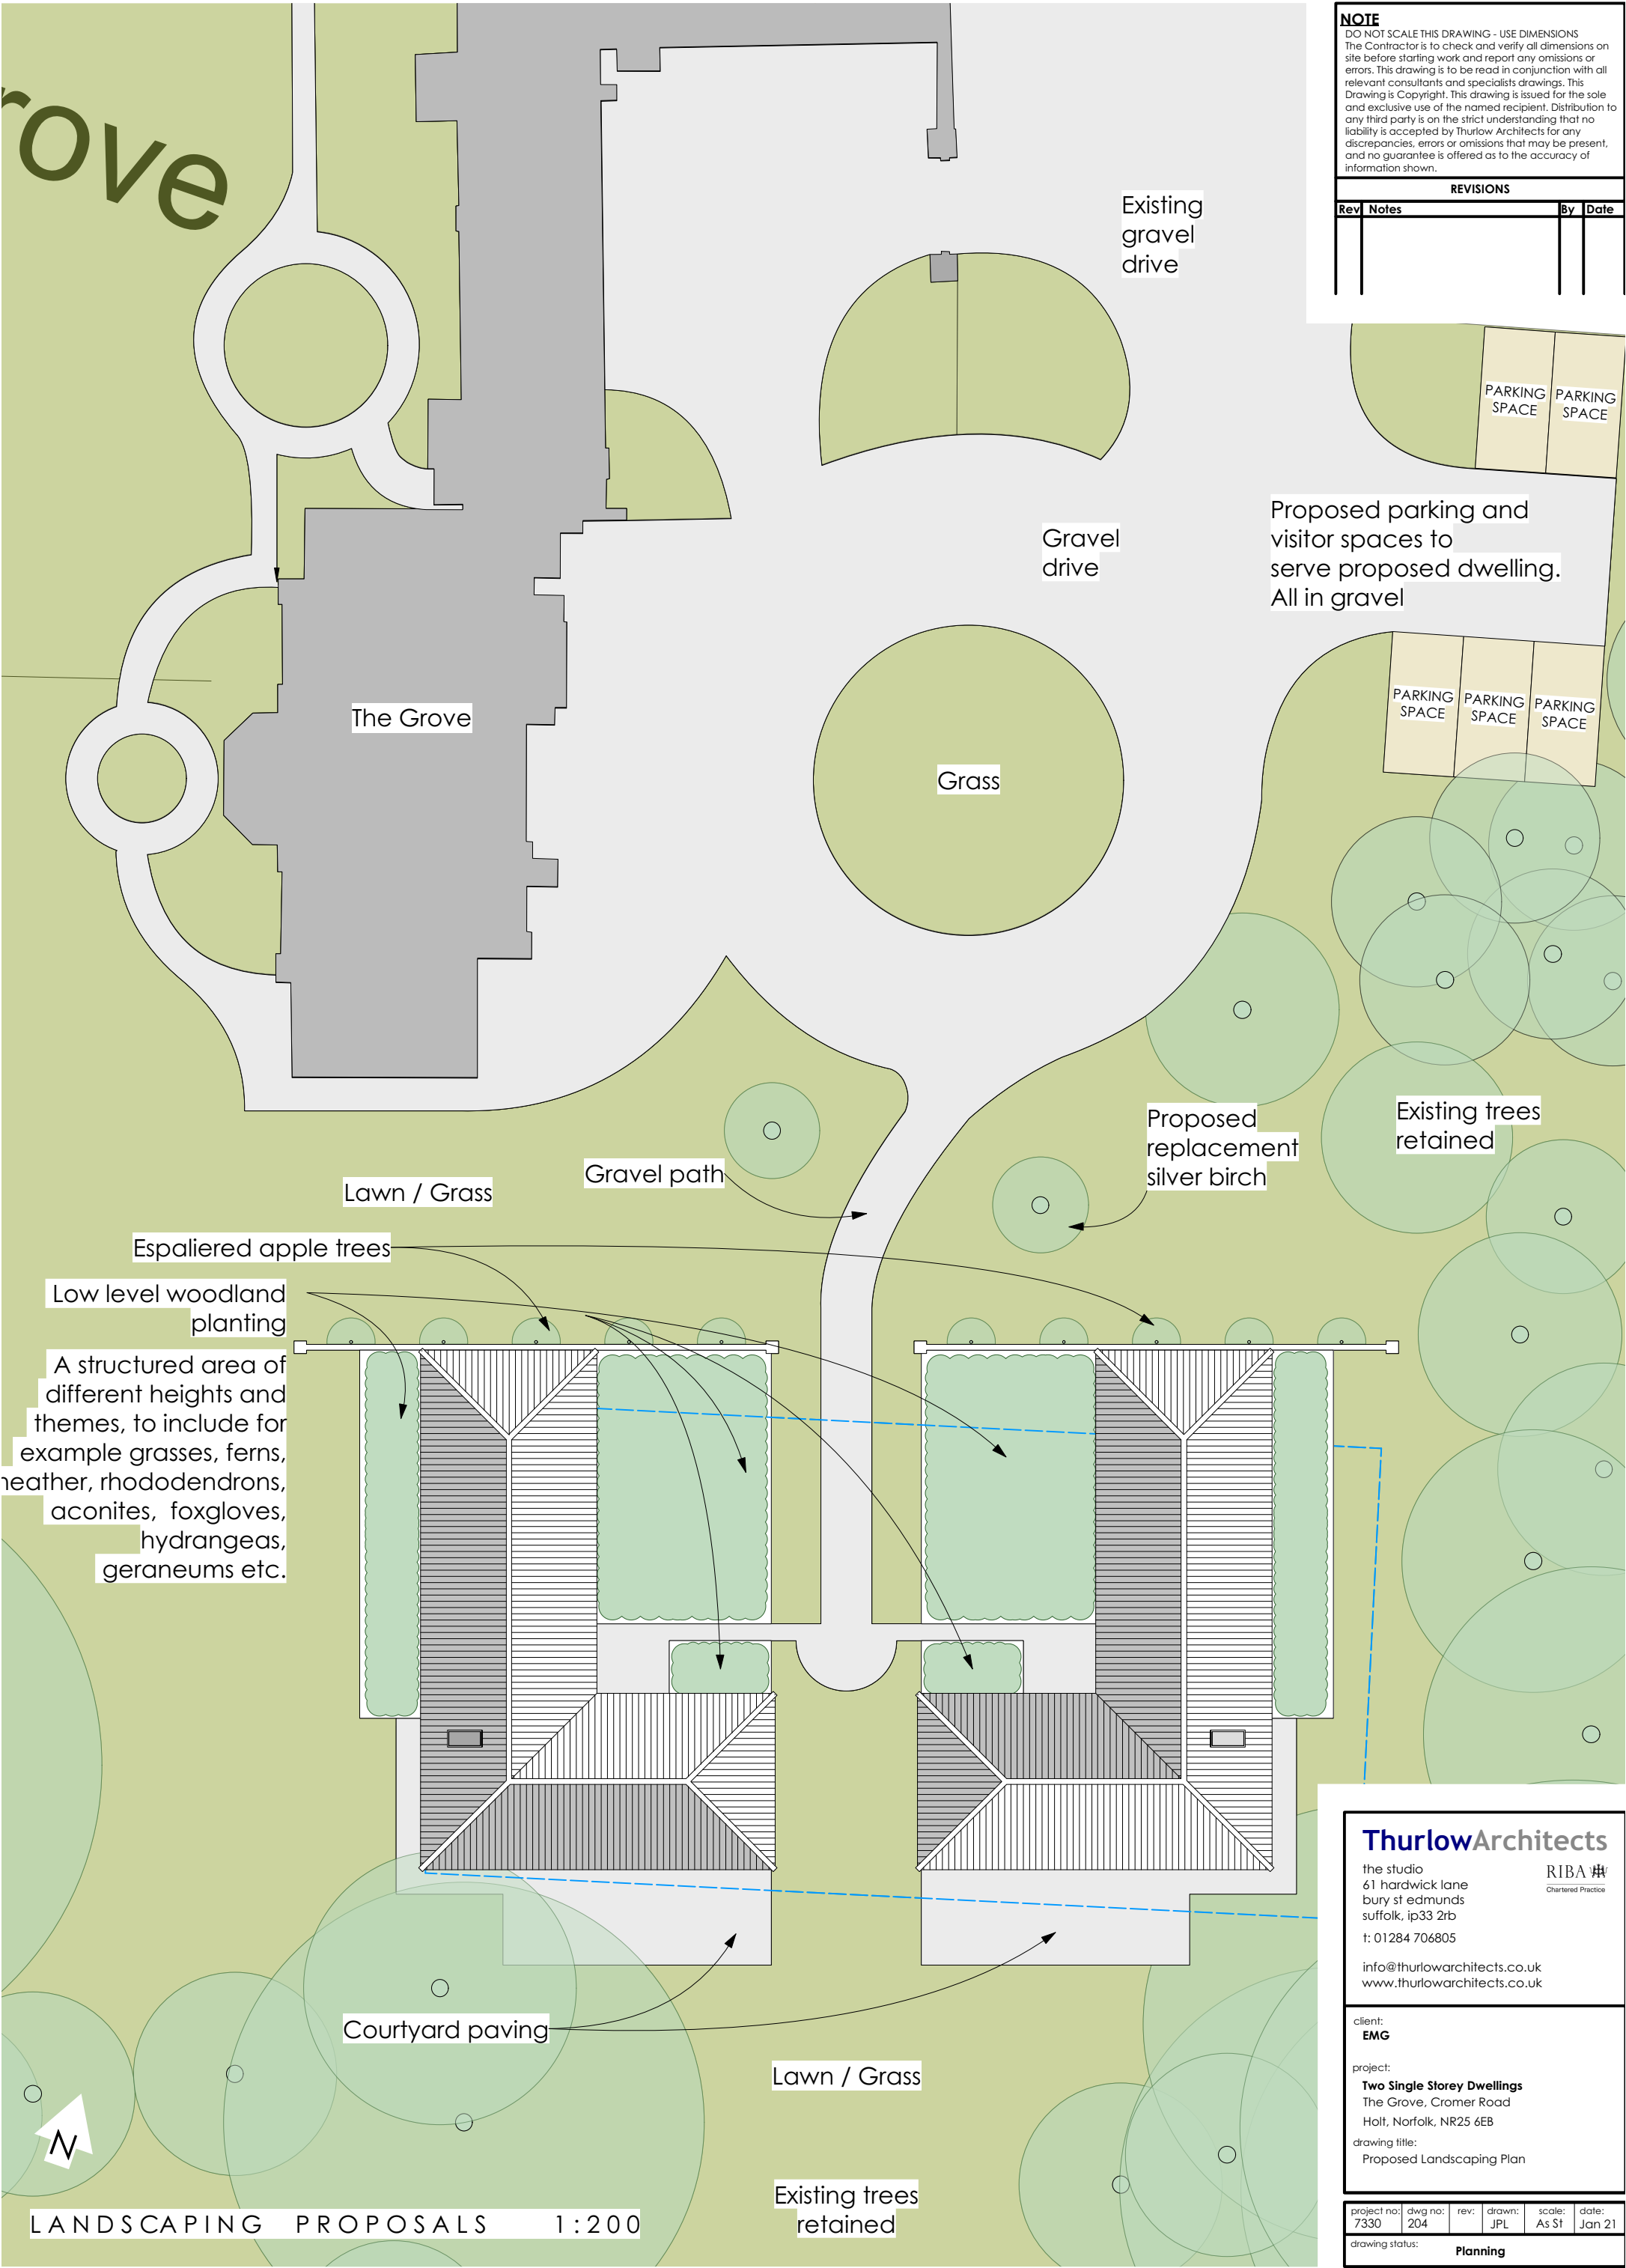 rove
NOTE
DO NOT SCALE THIS DRAWING - USE DIMENSIONS
The Contractor is to check and verify all dimensions on
site before starting work and report any omissions or
errors. This drawing is to be read in conjunction with all
relevant consultants and specialists drawings. This
Drawing is Copyright. This drawing is issued for the sole
and exclusive use of the named recipient. Distribution to
any third party is on the strict understanding that no
liability is accepted by Thurlow Architects for any
discrepancies, errors or omissions that may be present,
and no guarantee is offered as to the accuracy of
information shown.
REVISIONS
Rev Notes By Date
Existing
gravel
drive
PARKING
SPACE
PARKING
SPACE
Gravel
drive
Proposed parking and
visitor spaces to
serve proposed dwelling.
All in gravel
PARKING
SPACE
PARKING
SPACE
PARKING
SPACE
The Grove
Grass
Proposed
replacement
silver birch
Existing trees
retained
Gravel path
Lawn / Grass
Espaliered apple trees
Low level woodland
planting
A structured area of
different heights and
themes, to include for
example grasses, ferns,
heather, rhododendrons,
aconites, foxgloves,
hydrangeas,
geraneums etc.
Courtyard paving
Lawn / Grass
Existing trees
retained
N
LANDSCAPING PROPOSALS 1:200
ThurlowArchitects
the studio
61 hardwick lane
bury st edmunds
suffolk, ip33 2rb
t: 01284 706805
info@thurlowarchitects.co.uk
www.thurlowarchitects.co.uk
RIBA
Chartered Practice
client:
EMG
project:
Two Single Storey Dwellings
The Grove, Cromer Road
Holt, Norfolk, NR25 6EB
drawing title:
Proposed Landscaping Plan
project no: dwg no: rev: drawn: scale: date:
7330 204 JPL As St Jan 21
drawing status:
Planning